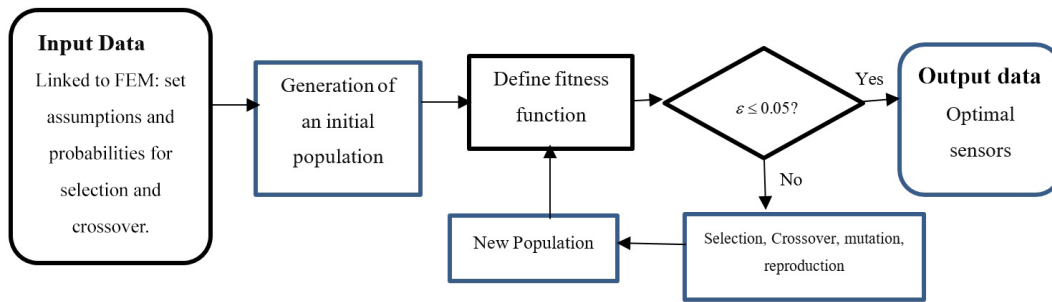 Input Data
Linked to FEM: set
assumptions and
probabilities for
selection and
crossover.
Generation of
an initial
population
Define fitness
function
ε ≤ 0.05?
Yes
Output data
Optimal
sensors
No
Selection, Crossover, mutation,
reproduction
New Population